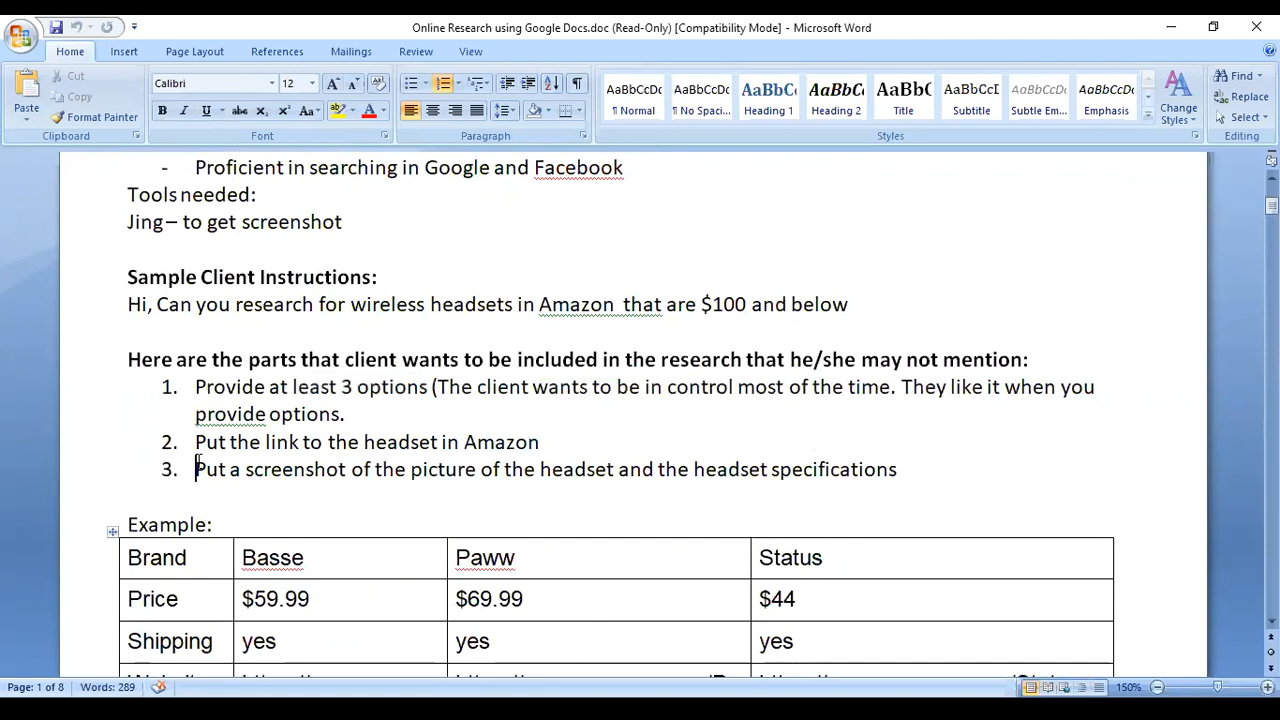 Online Research using Google Docs.doc (Read-Only) [Compatibility Mode] - Microsoft Word
Home Insert Page Layout References Mailings Review View
Paste Cut Copy Format Painter
Clipboard
Calibri 12
Font
Paragraph
AaBbCcDc AaBbCcDc AaBbC AaBbCc AaBbC AaBbCcI AaBbCcDc AaBbCcDc
¶ Normal ¶ No Spaci... Heading 1 Heading 2 Title Subtitle Subtle Em... Emphasis
Change Styles
Styles
Find Replace Select
Editing
- Proficient in searching in Google and Facebook
Tools needed:
Jing – to get screenshot
Sample Client Instructions:
Hi, Can you research for wireless headsets in Amazon that are $100 and below
Here are the parts that client wants to be included in the research that he/she may not mention:
1. Provide at least 3 options (The client wants to be in control most of the time. They like it when you
provide options.
2. Put the link to the headset in Amazon
3. Put a screenshot of the picture of the headset and the headset specifications
Example:
Brand Basse Paww Status
Price $59.99 $69.99 $44
Shipping yes yes yes
Page: 1 of 8 Words: 289 150%